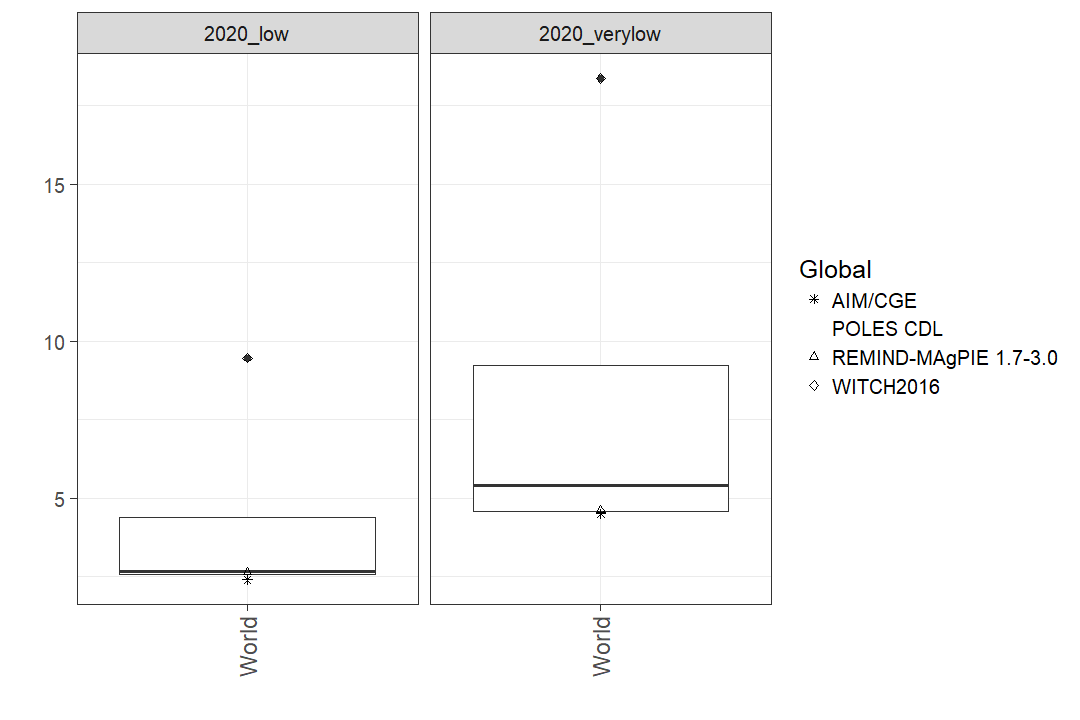 2020_low
2020_verylow
15
10
5
World
World
Global
AIM/CGE
POLES CDL
REMIND-MAgPIE 1.7-3.0
WITCH2016